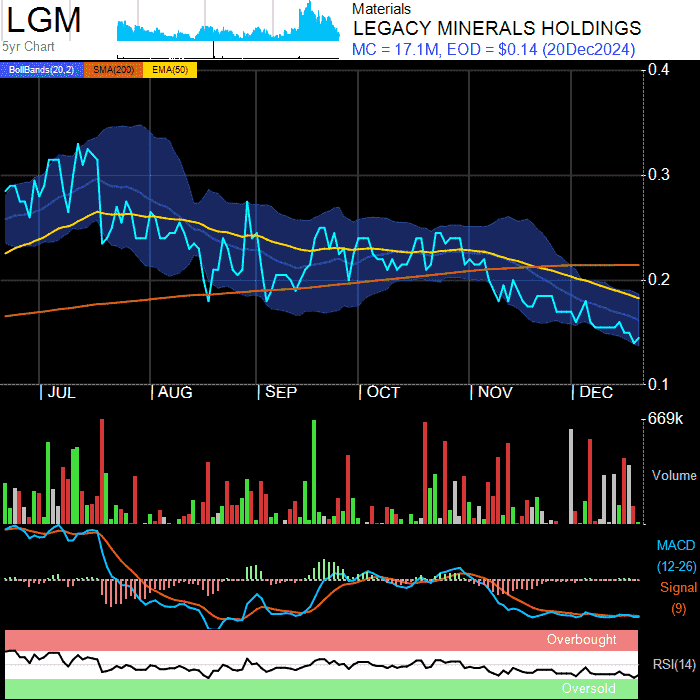 LGM
5yr Chart
Materials
LEGACY MINERALS HOLDINGS
MC = 17.1M, EOD = $0.14 (20Dec2024)
BollBands(20,2) SMA(200) EMA(50)
0.4
0.3
0.2
0.1
JUL AUG SEP OCT NOV DEC
669k
Volume
MACD
(12-26)
Signal
(9)
Overbought
RSI(14)
Oversold